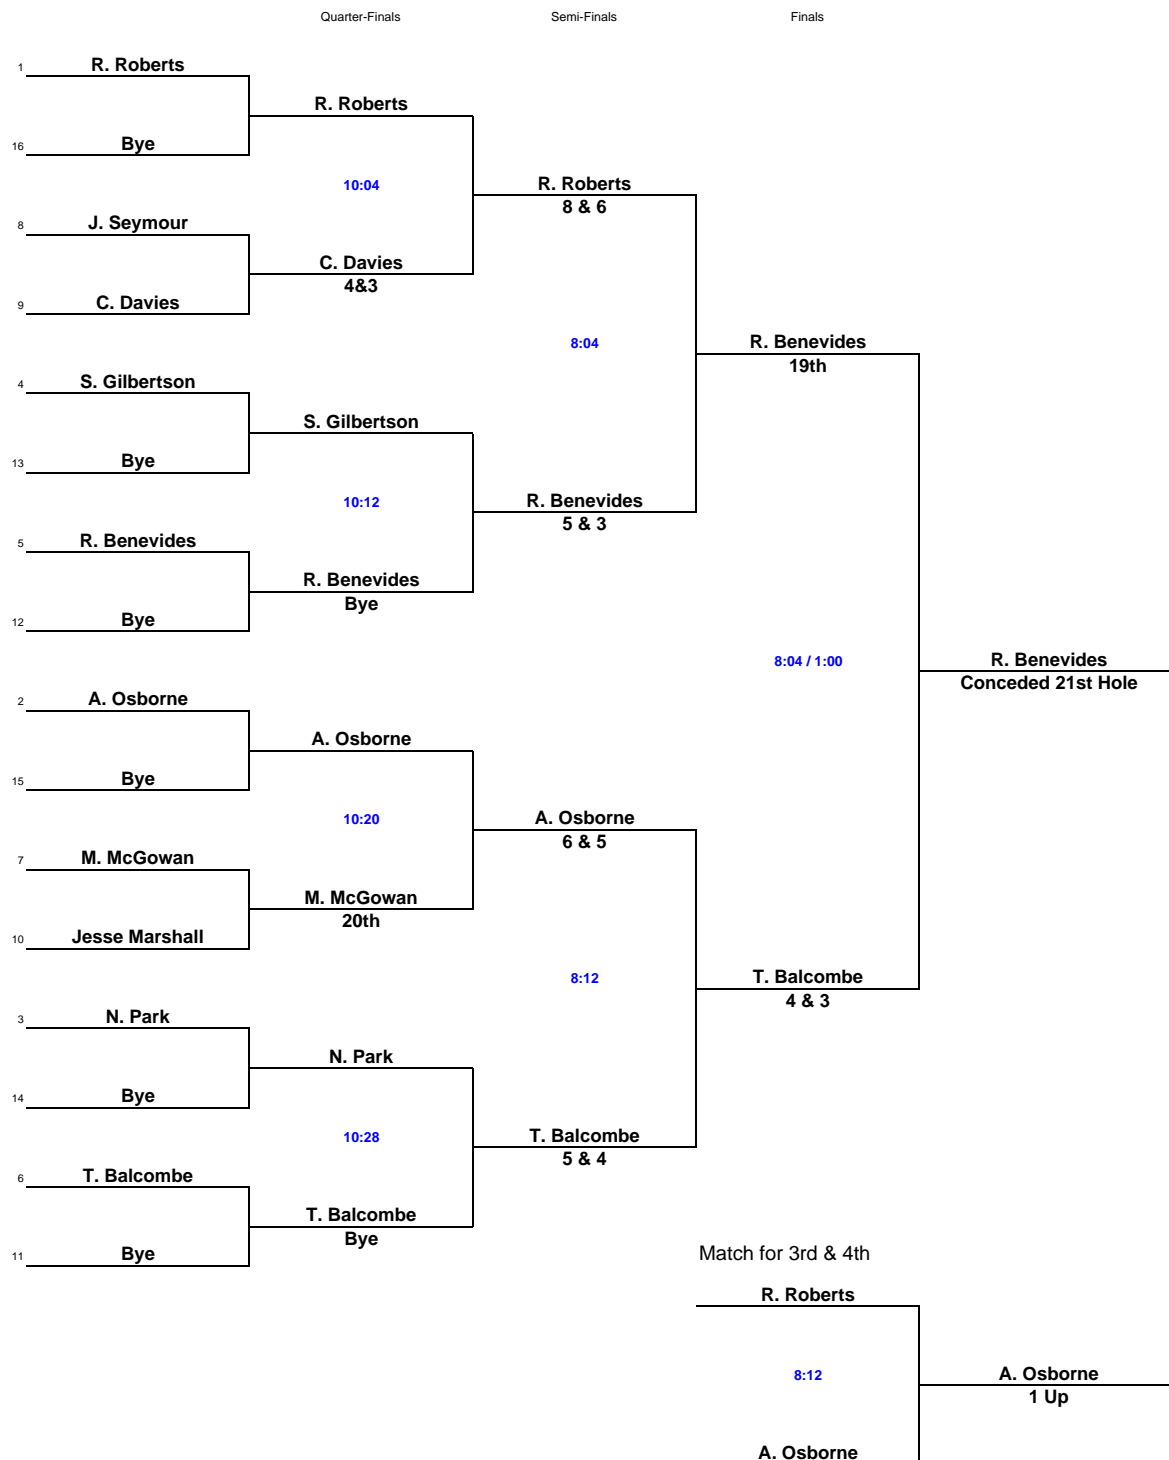 Quarter-Finals Semi-Finals Finals
1 R. Roberts
R. Roberts
16 Bye
10:04 R. Roberts
8 & 6
8 J. Seymour
C. Davies
4&3
9 C. Davies
8:04 R. Benevides
19th
4 S. Gilbertson
S. Gilbertson
13 Bye
10:12 R. Benevides
5 & 3
5 R. Benevides
R. Benevides
Bye
12 Bye
8:04 / 1:00 R. Benevides
Conceded 21st Hole
2 A. Osborne
A. Osborne
15 Bye
10:20 A. Osborne
6 & 5
7 M. McGowan
M. McGowan
20th
10 Jesse Marshall
8:12 T. Balcombe
4 & 3
3 N. Park
N. Park
14 Bye
10:28 T. Balcombe
5 & 4
6 T. Balcombe
T. Balcombe
Bye
11 Bye
Match for 3rd & 4th
R. Roberts
8:12 A. Osborne
1 Up
A. Osborne